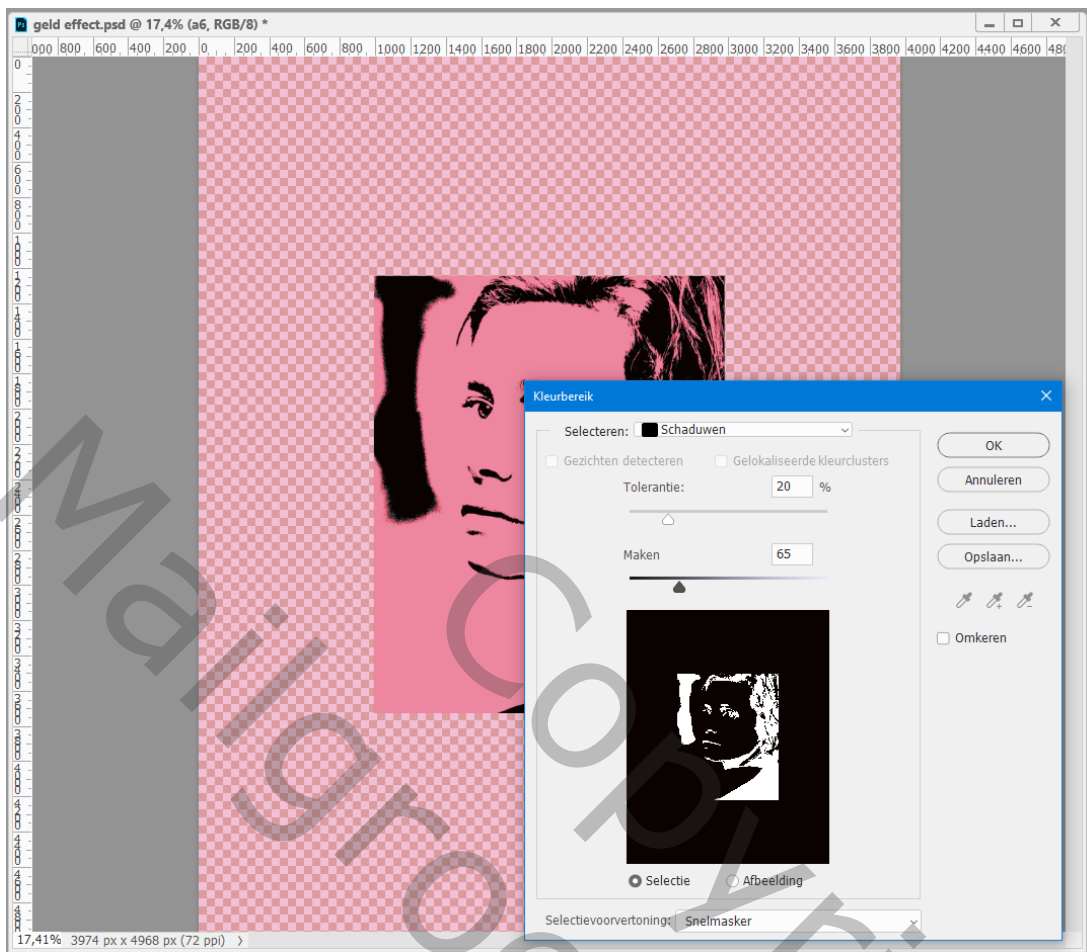 geld effect.psd @ 17,4% (a6, RGB/8) *
000 800 600 400 200 0 200 400 600 800 1000 1200 1400 1600 1800 2000 2200 2400 2600 2800 3000 3200 3400 3600 3800 4000 4200 4400 4600
Kleurbereik
Selecteren: Schaduwen
OK
Gezichten detecteren Gelokaliseerde kleurclusters
Annuleren
Tolerantie: 20 %
Laden...
Maken 65
Opslaan...
Omkeren
Selectie Afbeelding
Selectievoorvertoning: Snelmasker
17,41% 3974 px x 4968 px (72 ppi) >